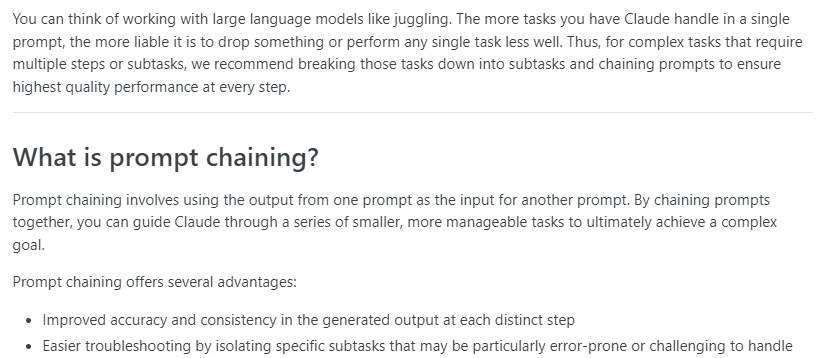 You can think of working with large language models like juggling. The more tasks you have Claude handle in a single
prompt, the more liable it is to drop something or perform any single task less well. Thus, for complex tasks that require
multiple steps or subtasks, we recommend breaking those tasks down into subtasks and chaining prompts to ensure
highest quality performance at every step.
What is prompt chaining?
Prompt chaining involves using the output from one prompt as the input for another prompt. By chaining prompts
together, you can guide Claude through a series of smaller, more manageable tasks to ultimately achieve a complex
goal.
Prompt chaining offers several advantages:
• Improved accuracy and consistency in the generated output at each distinct step
• Easier troubleshooting by isolating specific subtasks that may be particularly error-prone or challenging to handle